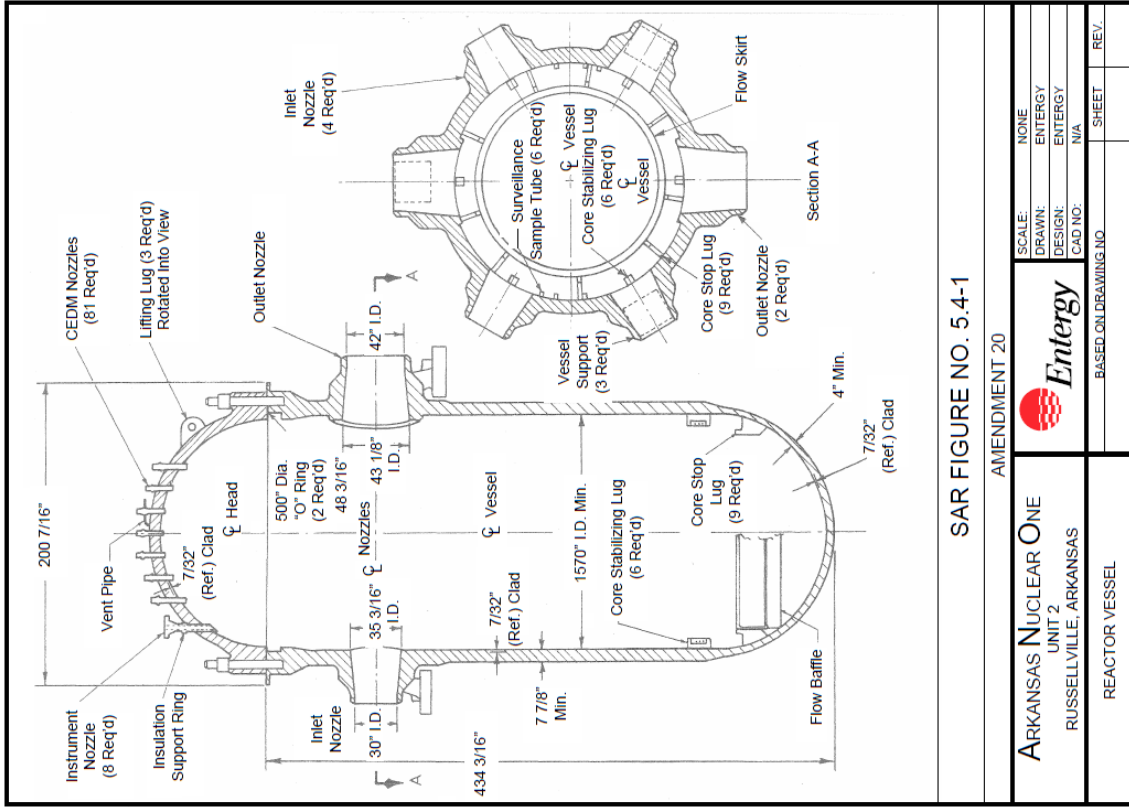 200 7/16"
CEDM Nozzles
(81 Req'd)
Vent Pipe
Lifting Lug (3 Req'd)
Rotated Into View
Instrument
Nozzle
(8 Req'd)
Insulation
Support Ring
7/32"
(Ref.) Clad
℄ Head
Outlet Nozzle
500" Dia.
"O" Ring
(2 Req'd)
48 3/16"
Inlet
Nozzle
30" I.D.
35 3/16"
I.D.
℄ Nozzles
43 1/8"
I.D.
42" I.D.
A
A
434 3/16"
7/32"
(Ref.) Clad
℄ Vessel
1570" I.D. Min.
7 7/8"
Min.
Core Stabilizing Lug
(6 Req'd)
Core Stop
Lug
(9 Req'd)
Flow Baffle
4" Min.
7/32"
(Ref.) Clad
Inlet
Nozzle
(4 Req'd)
Surveillance
Sample Tube (6 Req'd)
℄ Vessel
Core Stabilizing Lug
(6 Req'd)
℄
Vessel
Flow Skirt
Vessel
Support
(3 Req'd)
Core Stop Lug
(9 Req'd)
Outlet Nozzle
(2 Req'd)
Section A-A
SAR FIGURE NO. 5.4-1
AMENDMENT 20
ARKANSAS NUCLEAR ONE
UNIT 2
RUSSELLVILLE, ARKANSAS
REACTOR VESSEL
Entergy
SCALE: NONE
DRAWN: ENTERGY
DESIGN: ENTERGY
CAD NO: N/A
BASED ON DRAWING NO
SHEET
REV.